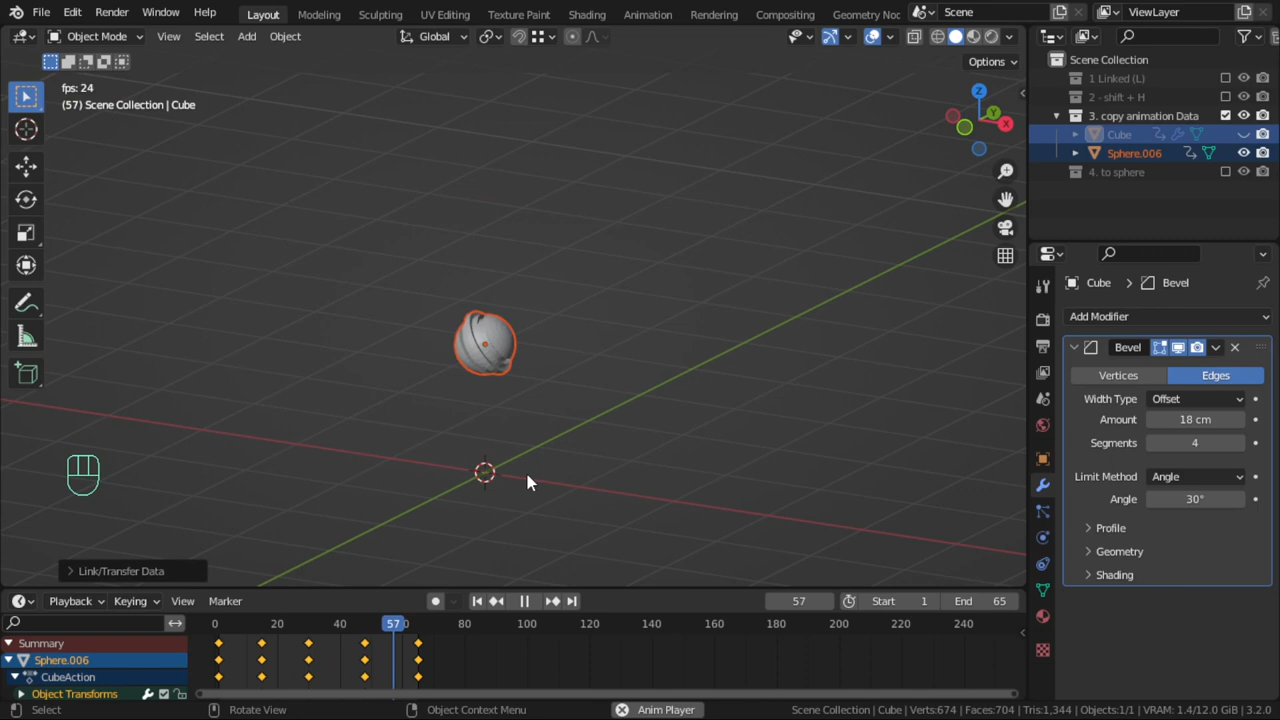 File Edit Render Window Help Layout Modeling Sculpting UV Editing Texture Paint Shading Animation Rendering Compositing Geometry Noc Scene ViewLayer
Object Mode View Select Add Object Global
Options
fps: 24
(57) Scene Collection | Cube
Z
Y
X
Scene Collection
1 Linked (L)
2 - shift + H
3. copy animation Data
Cube
Sphere.006
4. to sphere
Cube > Bevel
Add Modifier
Bevel
Vertices Edges
Width Type Offset
Amount 18 cm
Segments 4
Limit Method Angle
Angle 30°
Profile
Geometry
Shading
Link/Transfer Data
Playback Keying View Marker 57 Start 1 End 65
0 20 40 57 60 80 100 120 140 160 180 200 220 240
Summary
Sphere.006
CubeAction
Object Transforms
Select Rotate View Object Context Menu Anim Player Scene Collection | Cube | Verts:674 | Faces:704 | Tris:1,344 | Objects:1/1 | VRAM: 1.4/12.0 GiB | 3.2.0